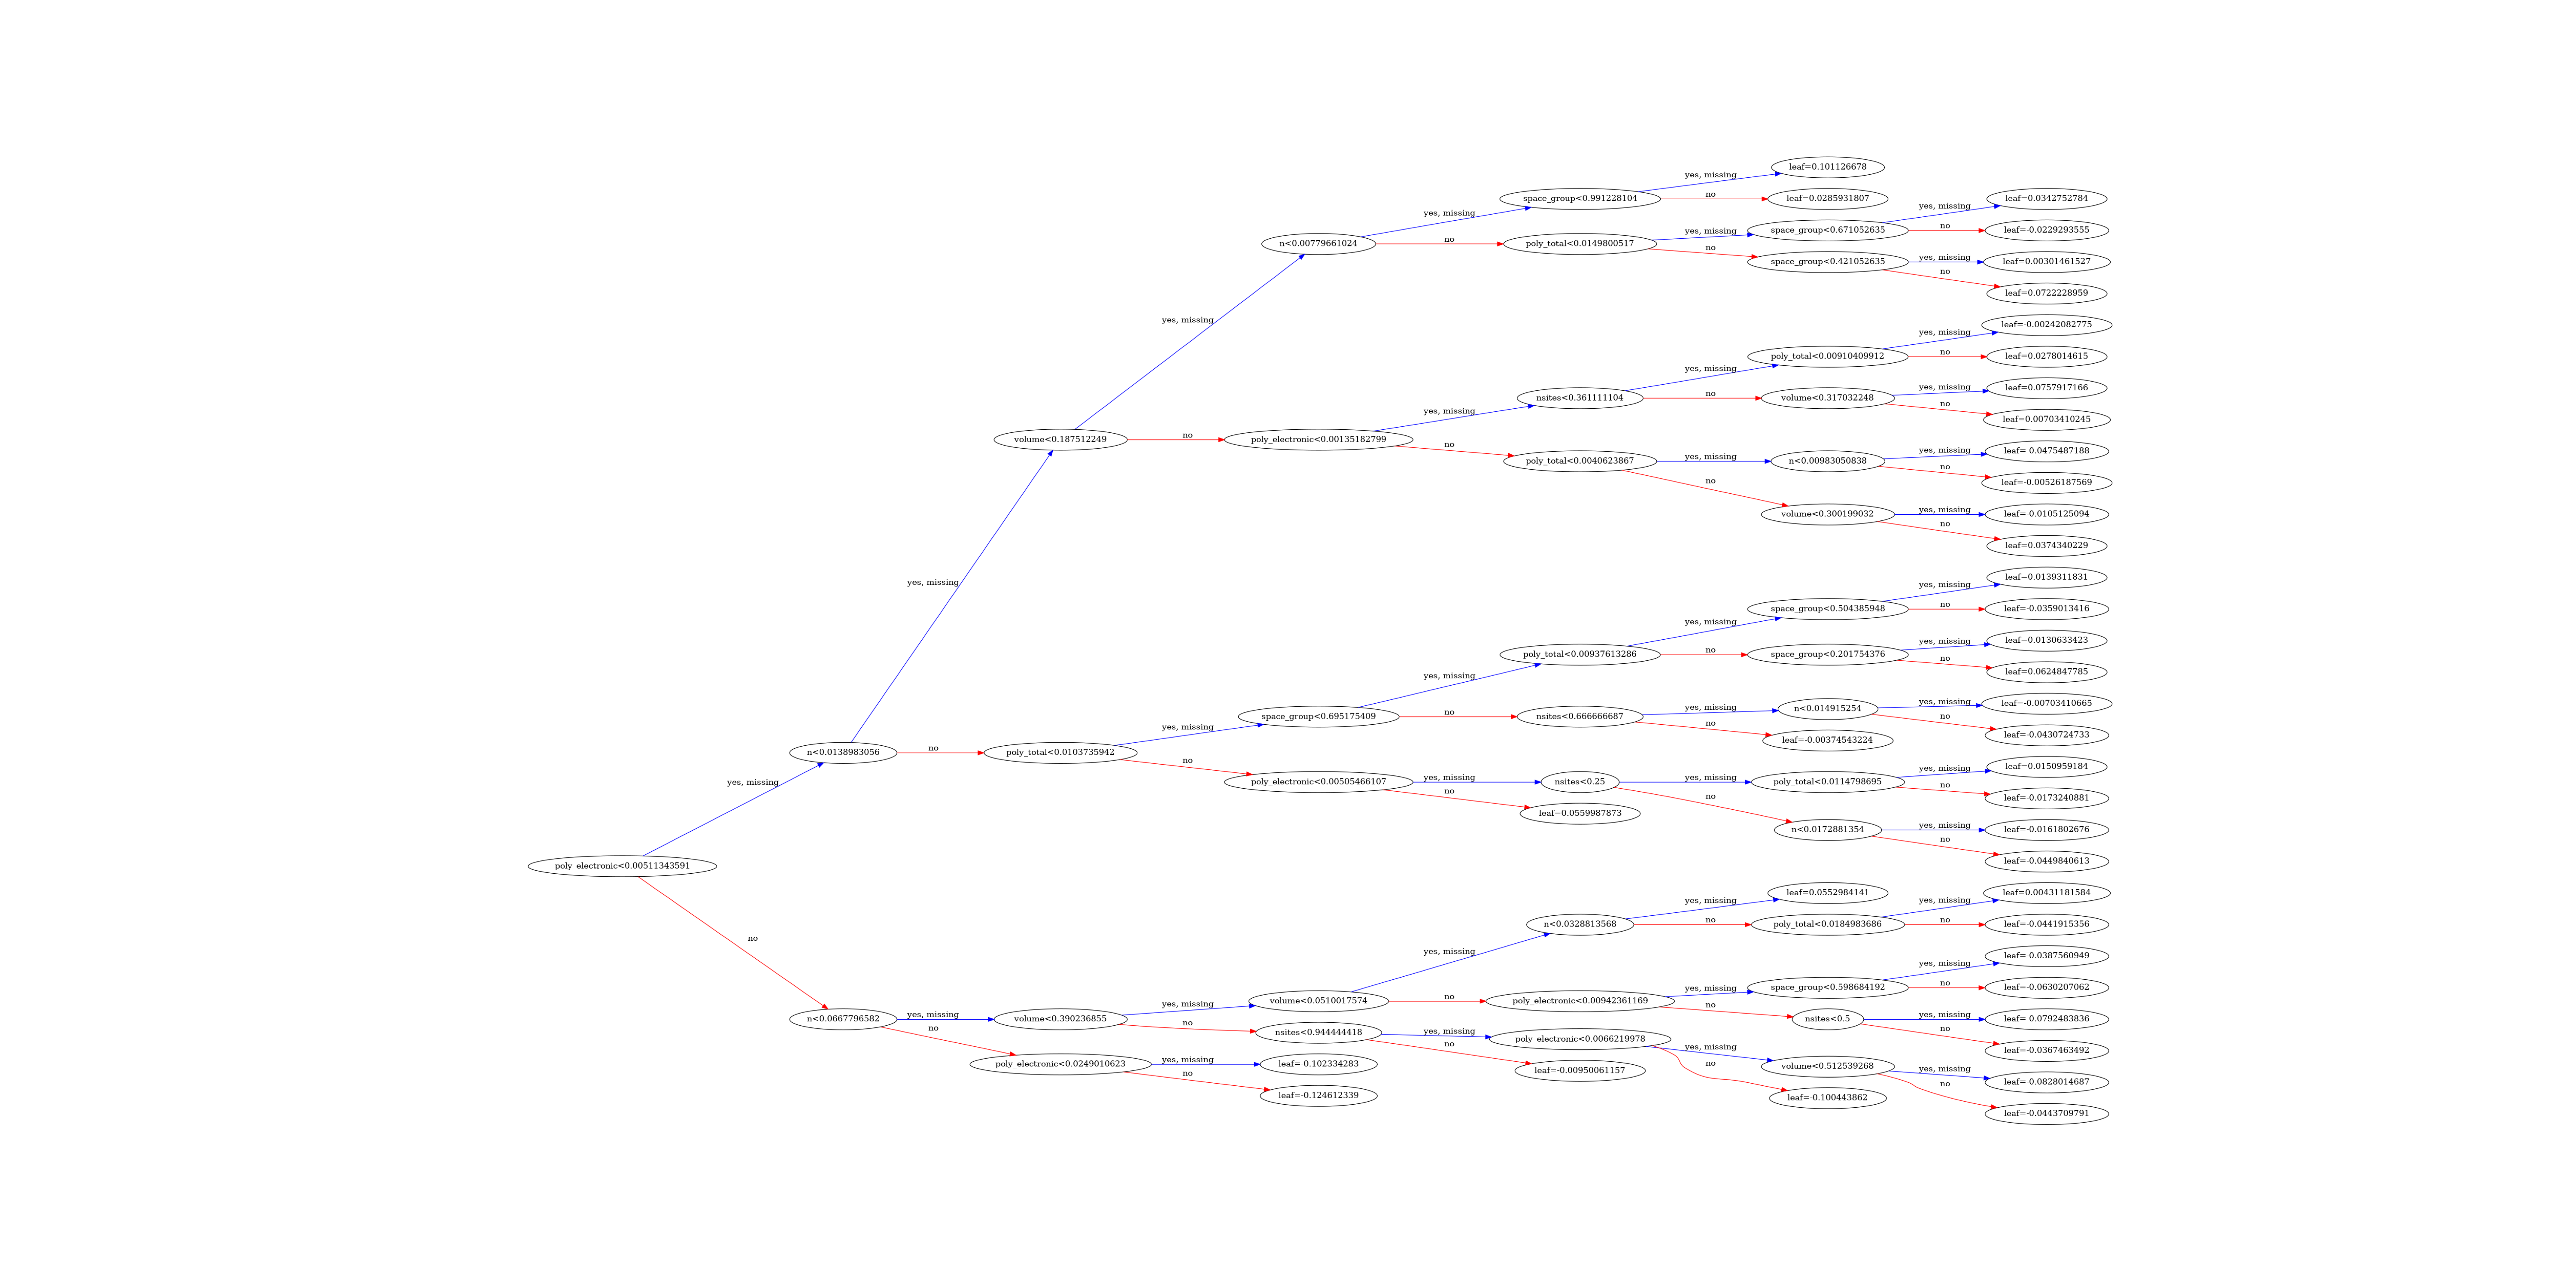 poly_electronic<0.00511343591
yes, missing
no
n<0.0138983056
yes, missing
no
n<0.0667796582
yes, missing
no
volume<0.187512249
yes, missing
no
poly_total<0.0103735942
yes, missing
no
volume<0.390236855
yes, missing
no
poly_electronic<0.0249010623
yes, missing
no
n<0.00779661024
yes, missing
no
poly_electronic<0.00135182799
yes, missing
no
space_group<0.695175409
yes, missing
no
poly_electronic<0.00505466107
yes, missing
no
volume<0.0510017574
yes, missing
no
nsites<0.944444418
yes, missing
no
leaf=-0.102334283
leaf=-0.124612339
space_group<0.991228104
yes, missing
no
poly_total<0.0149800517
yes, missing
no
nsites<0.361111104
yes, missing
no
poly_total<0.0040623867
yes, missing
no
poly_total<0.00937613286
yes, missing
no
nsites<0.666666687
yes, missing
no
nsites<0.25
yes, missing
no
leaf=0.0559987873
n<0.0328813568
yes, missing
no
poly_electronic<0.00942361169
yes, missing
no
poly_electronic<0.0066219978
yes, missing
no
leaf=-0.00950061157
leaf=0.101126678
leaf=0.0285931807
space_group<0.671052635
yes, missing
no
space_group<0.421052635
yes, missing
no
poly_total<0.00910409912
yes, missing
no
volume<0.317032248
yes, missing
no
n<0.00983050838
yes, missing
no
volume<0.300199032
yes, missing
no
space_group<0.504385948
yes, missing
no
space_group<0.201754376
yes, missing
no
n<0.014915254
yes, missing
no
leaf=-0.00374543224
poly_total<0.0114798695
yes, missing
no
n<0.0172881354
yes, missing
no
leaf=0.0552984141
poly_total<0.0184983686
yes, missing
no
space_group<0.598684192
yes, missing
no
nsites<0.5
yes, missing
no
volume<0.512539268
yes, missing
no
leaf=-0.100443862
leaf=0.0342752784
leaf=-0.0229293555
leaf=0.00301461527
leaf=0.0722228959
leaf=-0.00242082775
leaf=0.0278014615
leaf=0.0757917166
leaf=0.00703410245
leaf=-0.0475487188
leaf=-0.00526187569
leaf=-0.0105125094
leaf=0.0374340229
leaf=0.0139311831
leaf=-0.0359013416
leaf=0.0130633423
leaf=0.0624847785
leaf=-0.00703410665
leaf=-0.0430724733
leaf=0.0150959184
leaf=-0.0173240881
leaf=-0.0161802676
leaf=-0.0449840613
leaf=0.00431181584
leaf=-0.0441915356
leaf=-0.0387560949
leaf=-0.0630207062
leaf=-0.0792483836
leaf=-0.0367463492
leaf=-0.0828014687
leaf=-0.0443709791